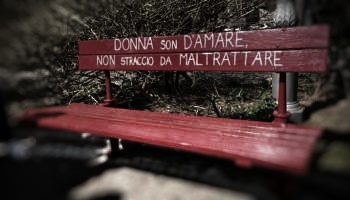 DONNA SON D'AMARE,
NON STRACCIO DA MALTRATTARE